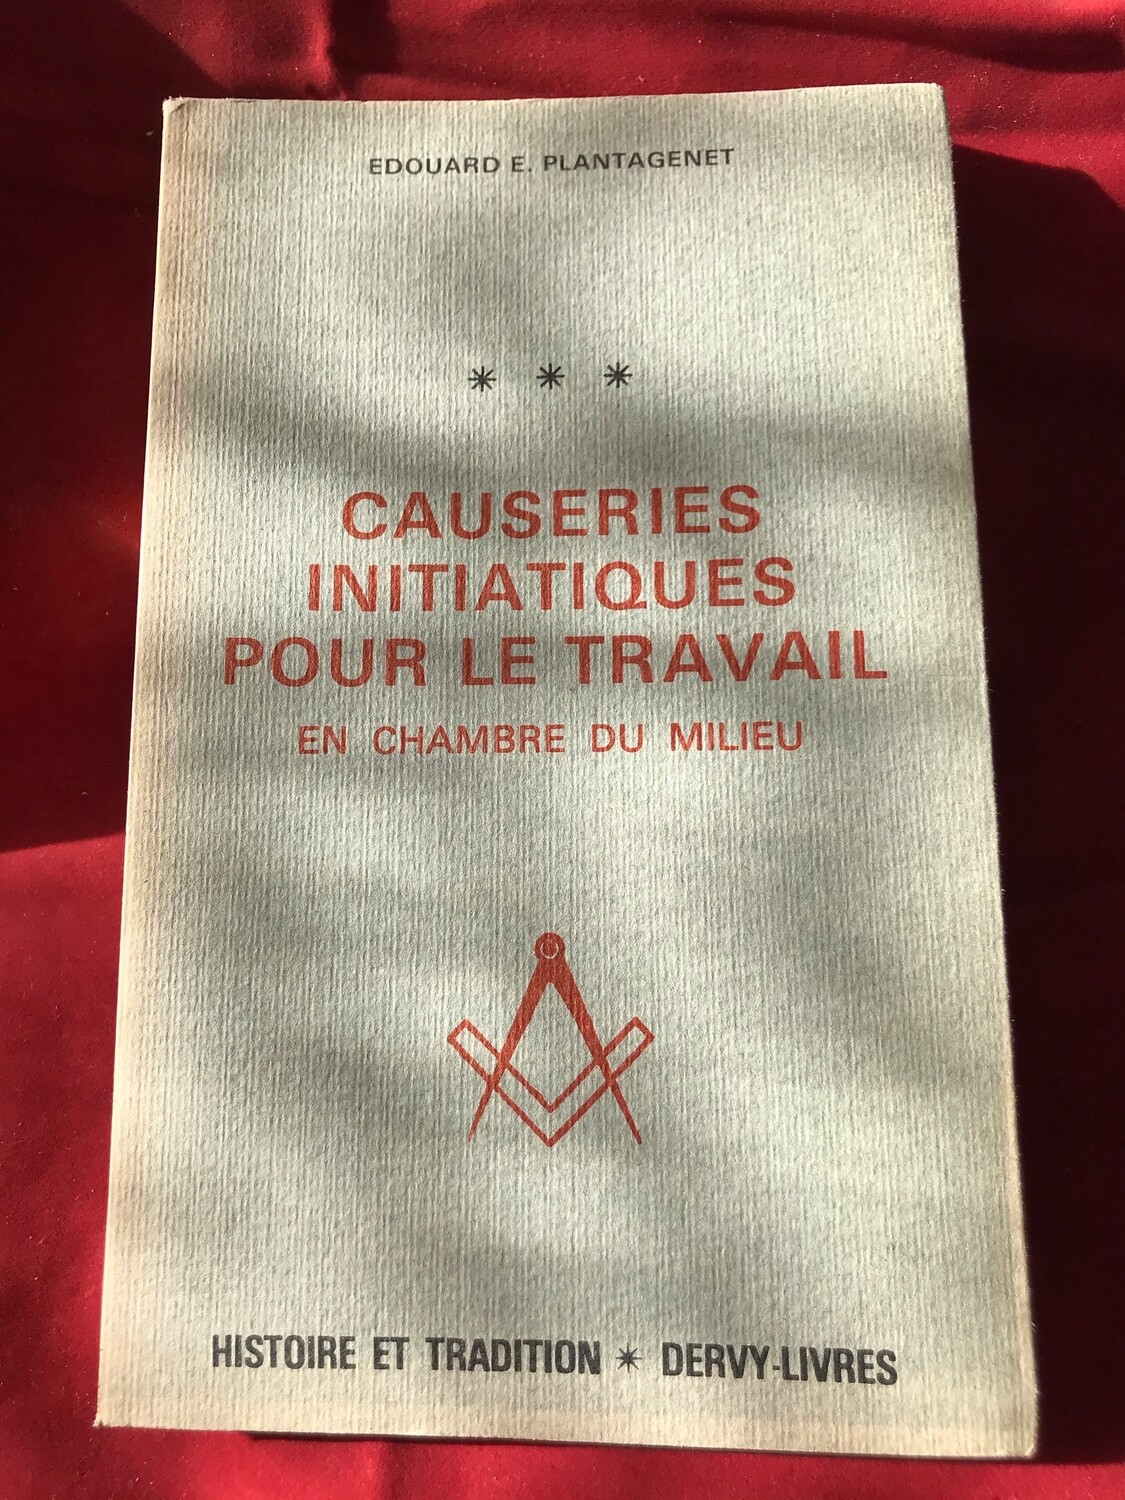 EDOUARD E. PLANTAGENET
* * *
CAUSERIES
INITIATIQUES
POUR LE TRAVAIL
EN CHAMBRE DU MILIEU
HISTOIRE ET TRADITION * DERVY-LIVRES